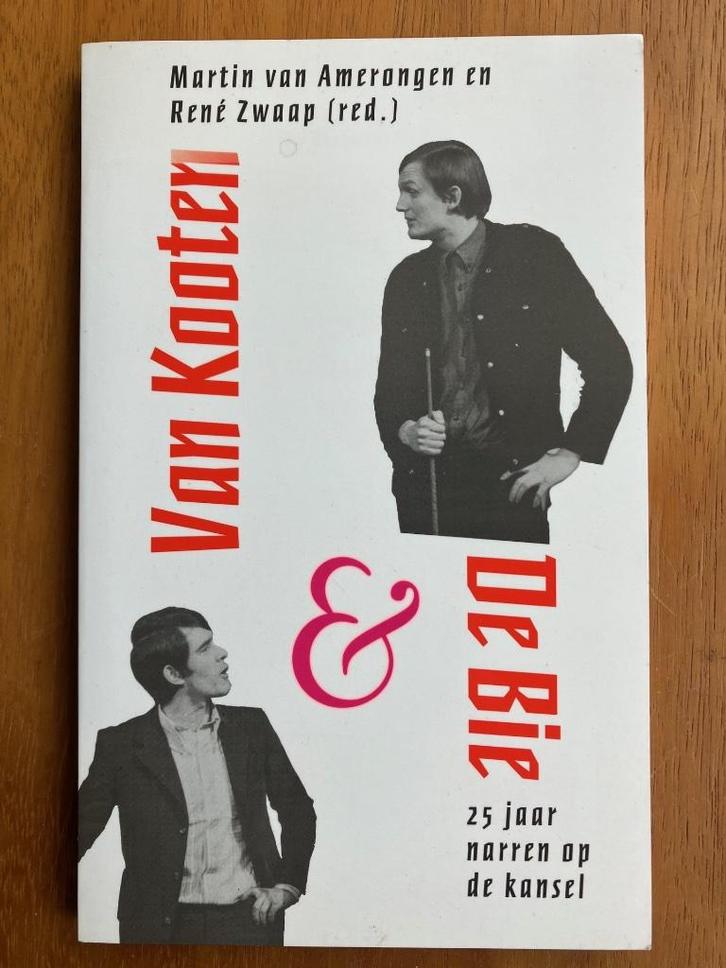 Martin van Amerongen en
René Zwaap (red.)
Van Kooten
&
De Bie
25 jaar
narren op
de kansel